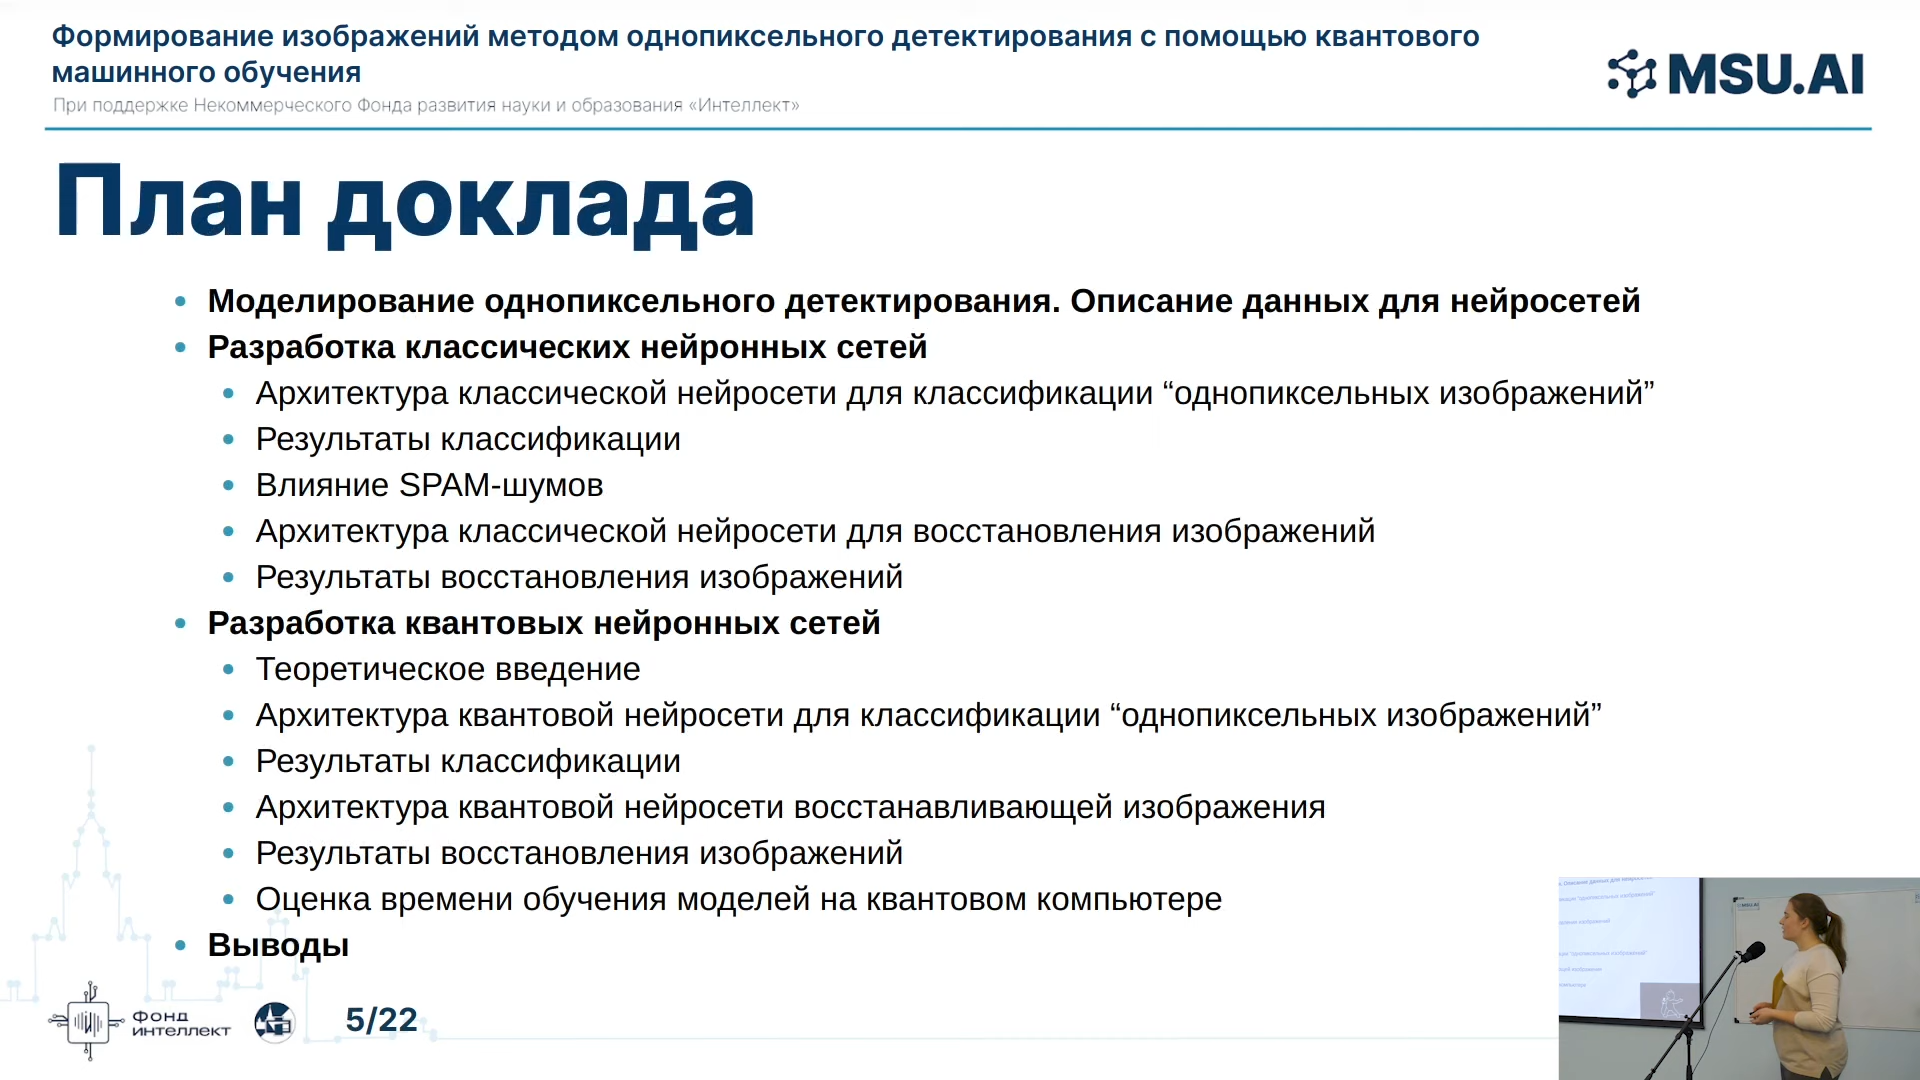 Формирование изображений методом однопиксельного детектирования с помощью квантового
машинного обучения
При поддержке Некоммерческого Фонда развития науки и образования «Интеллект»
MSU.AI
План доклада
• Моделирование однопиксельного детектирования. Описание данных для нейросетей
• Разработка классических нейронных сетей
• Архитектура классической нейросети для классификации “однопиксельных изображений”
• Результаты классификации
• Влияние SPAM-шумов
• Архитектура классической нейросети для восстановления изображений
• Результаты восстановления изображений
• Разработка квантовых нейронных сетей
• Теоретическое введение
• Архитектура квантовой нейросети для классификации “однопиксельных изображений”
• Результаты классификации
• Архитектура квантовой нейросети восстанавливающей изображения
• Результаты восстановления изображений
• Оценка времени обучения моделей на квантовом компьютере
• Выводы
ФОНД
ИНТЕЛЛЕКТ
5/22